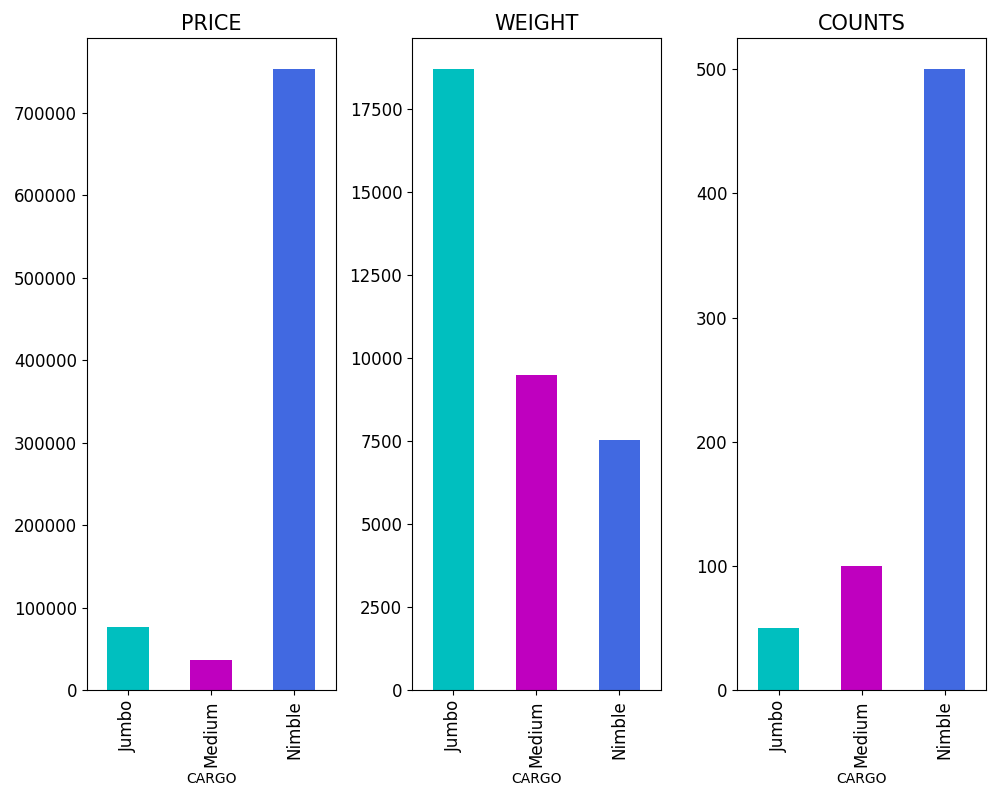 PRICE
700000
600000
500000
400000
300000
200000
100000
0
Jumbo
Medium
Nimble
CARGO
WEIGHT
17500
15000
12500
10000
7500
5000
2500
0
Jumbo
Medium
Nimble
CARGO
COUNTS
500
400
300
200
100
0
Jumbo
Medium
Nimble
CARGO